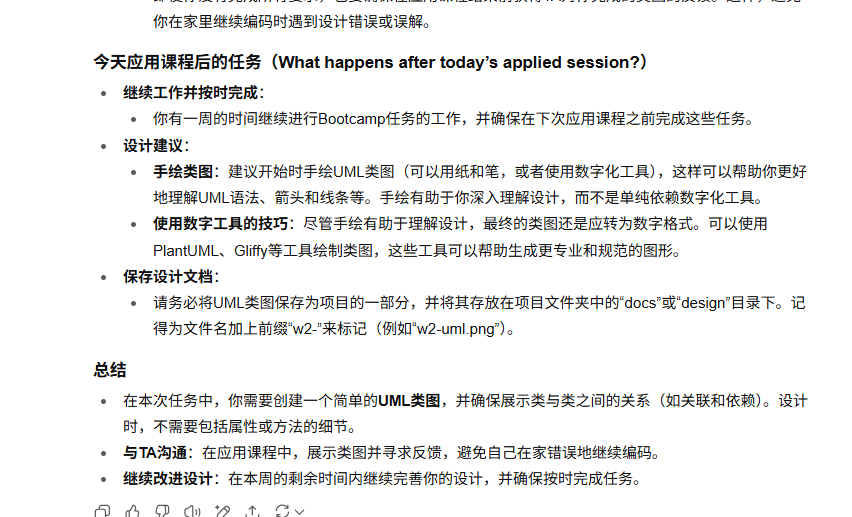 你在家里继续编码时遇到设计错误或误解。
今天应用课程后的任务（What happens after today’s applied session?）
继续工作并按时完成：
你有一周的时间继续进行Bootcamp任务的工作，并确保在下次应用课程之前完成这些任务。
设计建议：
手绘类图：建议开始时手绘UML类图（可以用纸和笔，或者使用数字化工具），这样可以帮助你更好
地理解UML语法、箭头和线条等。手绘有助于你深入理解设计，而不是单纯依赖数字化工具。
使用数字工具的技巧：尽管手绘有助于理解设计，最终的类图还是应转为数字格式。可以使用
PlantUML、Gliffy等工具绘制类图，这些工具可以帮助生成更专业和规范的图形。
保存设计文档：
请务必将UML类图保存为项目的一部分，并将其存放在项目文件夹中的“docs”或“design”目录下。记
得为文件名加上前缀“w2-”来标记（例如“w2-uml.png”）。
总结
在本次任务中，你需要创建一个简单的UML类图，并确保展示类与类之间的关系（如关联和依赖）。设计
时，不需要包括属性或方法的细节。
与TA沟通：在应用课程中，展示类图并寻求反馈，避免自己在家错误地继续编码。
继续改进设计：在本周的剩余时间内继续完善你的设计，并确保按时完成任务。